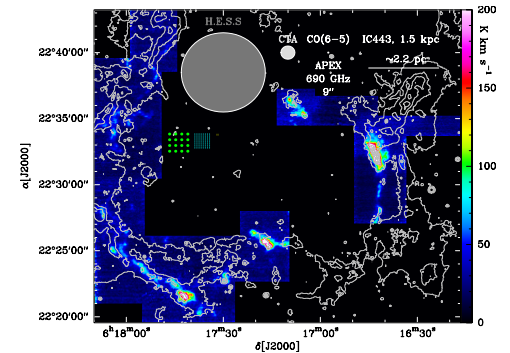 H.E.S.S
CTA CO(6−5) IC443, 1.5 kpc
~2.2 pc
APEX
690 GHz
9"
22°40'00"
22°35'00"
22°30'00"
22°25'00"
22°20'00"
α[J2000]
6ʰ18ᵐ00ˢ 17ᵐ30ˢ 17ᵐ00ˢ 16ᵐ30ˢ
δ[J2000]
200
150
100
50
0
K km s⁻¹